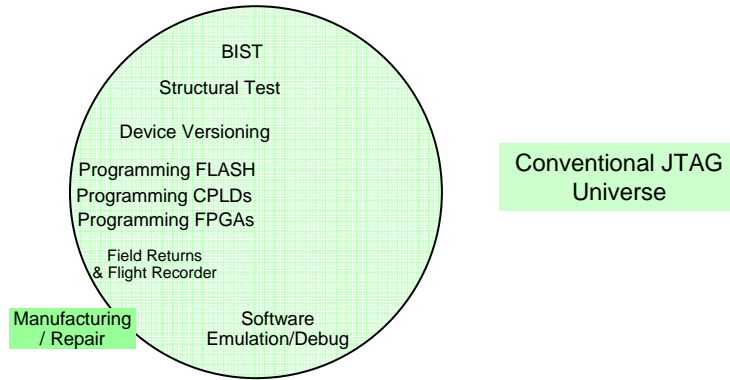 BIST
Structural Test
Device Versioning
Programming FLASH
Programming CPLDs
Programming FPGAs
Field Returns
& Flight Recorder
Manufacturing
/ Repair
Software
Emulation/Debug
Conventional JTAG
Universe